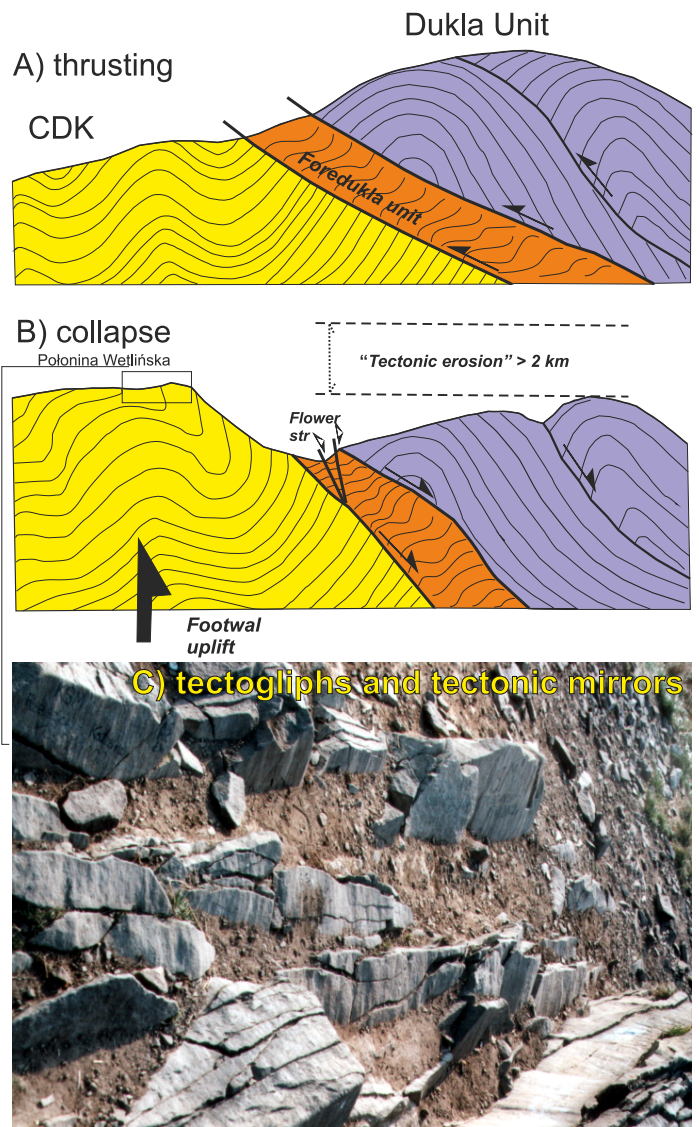 Dukla Unit
A) thrusting
CDK
Foredukla unit
B) collapse
Połonina Wetlińska
“Tectonic erosion” > 2 km
Flower
str
Footwal
uplift
C) tectogliphs and tectonic mirrors